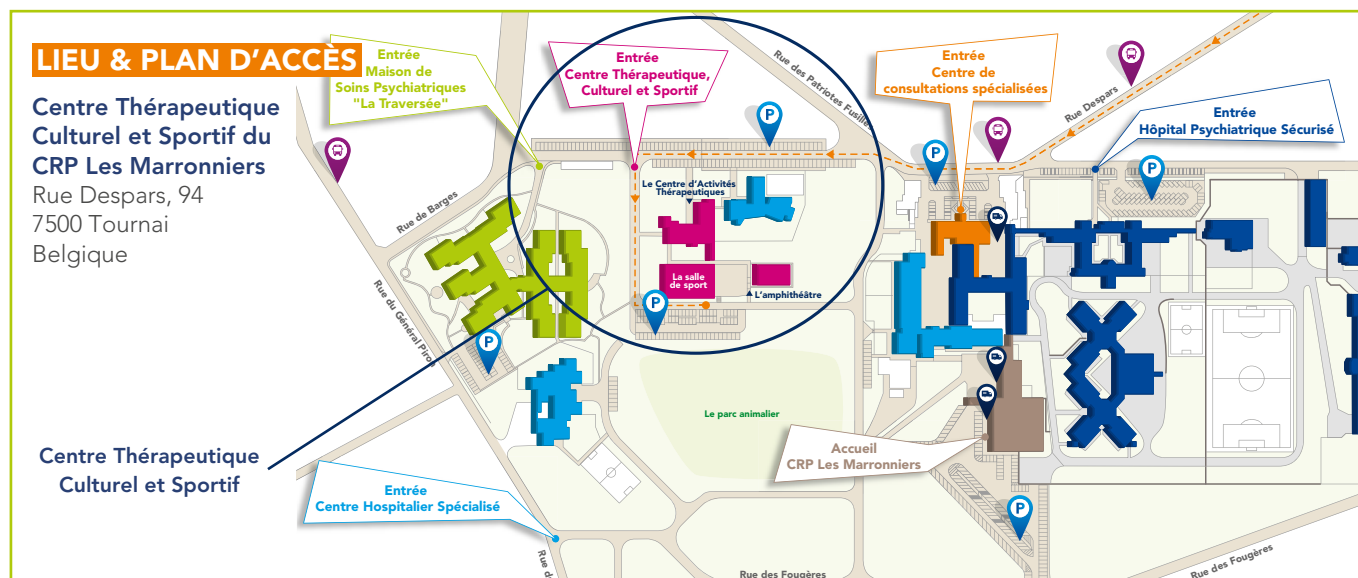 LIEU & PLAN D'ACCÈS
Centre Thérapeutique
Culturel et Sportif du
CRP Les Marronniers
Rue Despars, 94
7500 Tournai
Belgique
Entrée
Maison de
Soins Psychiatriques
"La Traversée"
Entrée
Centre Thérapeutique,
Culturel et Sportif
Rue des Patriotes Fusillés
Entrée
Centre de
consultations spécialisées
Rue Despars
Entrée
Hôpital Psychiatrique Sécurisé
P
P
P
Le Centre d'Activités
Thérapeutiques
Rue de Barges
La salle
de sport
L'amphithéâtre
Rue du Général Piron
P
P
Le parc animalier
Accueil
CRP Les Marronniers
Centre Thérapeutique
Culturel et Sportif
Entrée
Centre Hospitalier Spécialisé
P
Rue des Fougères
Rue des Fougères